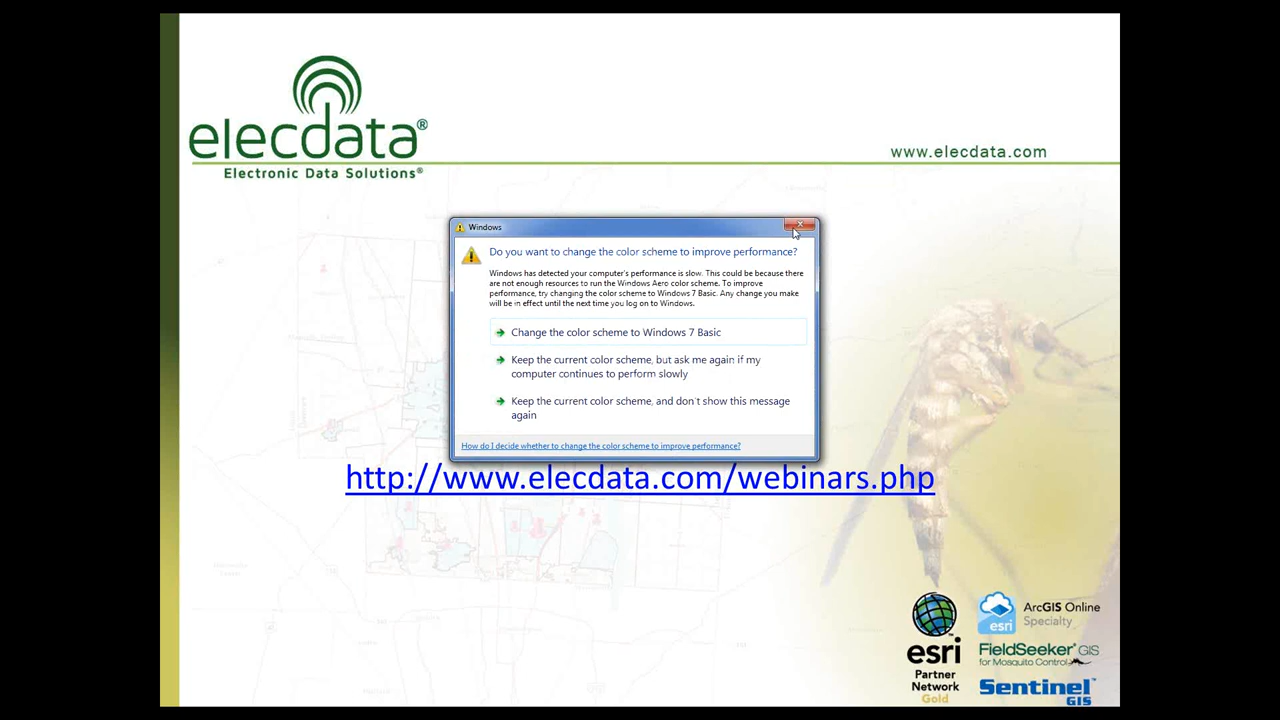 elecdata®
Electronic Data Solutions®
www.elecdata.com
Windows
Do you want to change the color scheme to improve performance?
Windows has detected your computer's performance is slow. This could be because there
are not enough resources to run the Windows Aero color scheme. To improve
performance, try changing the color scheme to Windows 7 Basic. Any change you make
will be in effect until the next time you log on to Windows.
Change the color scheme to Windows 7 Basic
Keep the current color scheme, but ask me again if my
computer continues to perform slowly
Keep the current color scheme, and don't show this message
again
How do I decide whether to change the color scheme to improve performance?
http://www.elecdata.com/webinars.php
esri
Partner
Network
Gold
esri
ArcGIS Online
Specialty
FieldSeeker® GIS
for Mosquito Control
Sentinel™
GIS